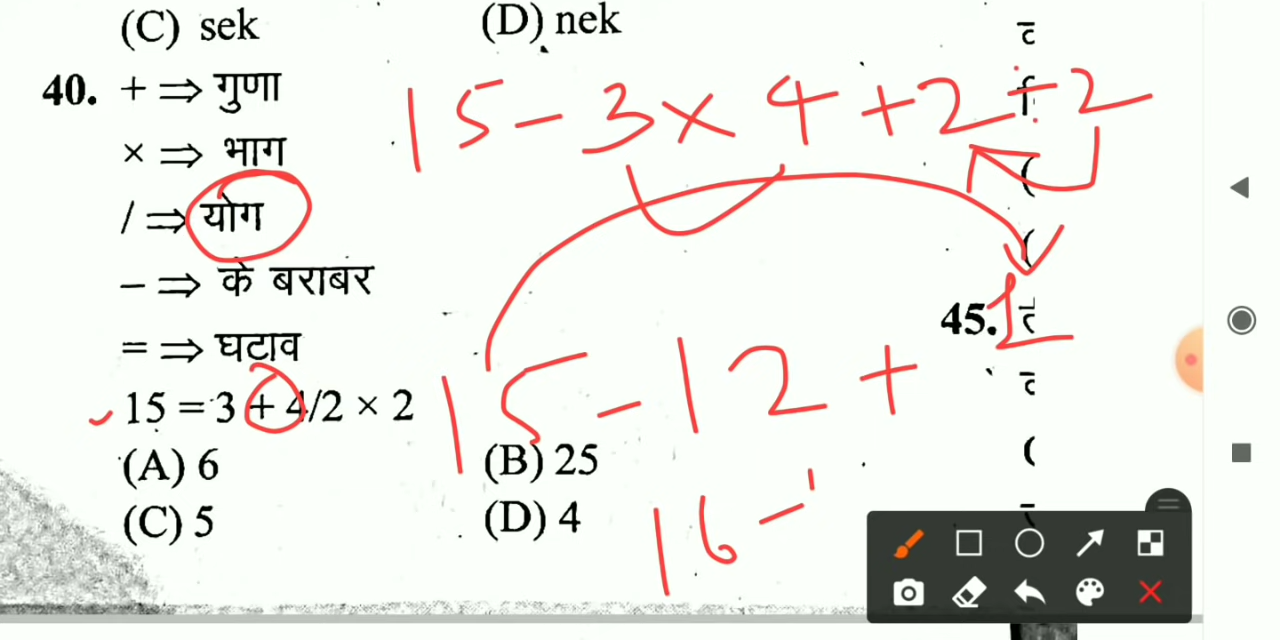 (C) sek (D) nek
40. + ⇒ गुणा
15 - 3 × 4 + 2 ÷ 2
× ⇒ भाग
/ ⇒ योग
- ⇒ के बराबर
45. 1
= ⇒ घटाव
15 - 12 +
15 = 3 + 4/2 × 2
(A) 6 (B) 25
(C) 5 (D) 4
16 -